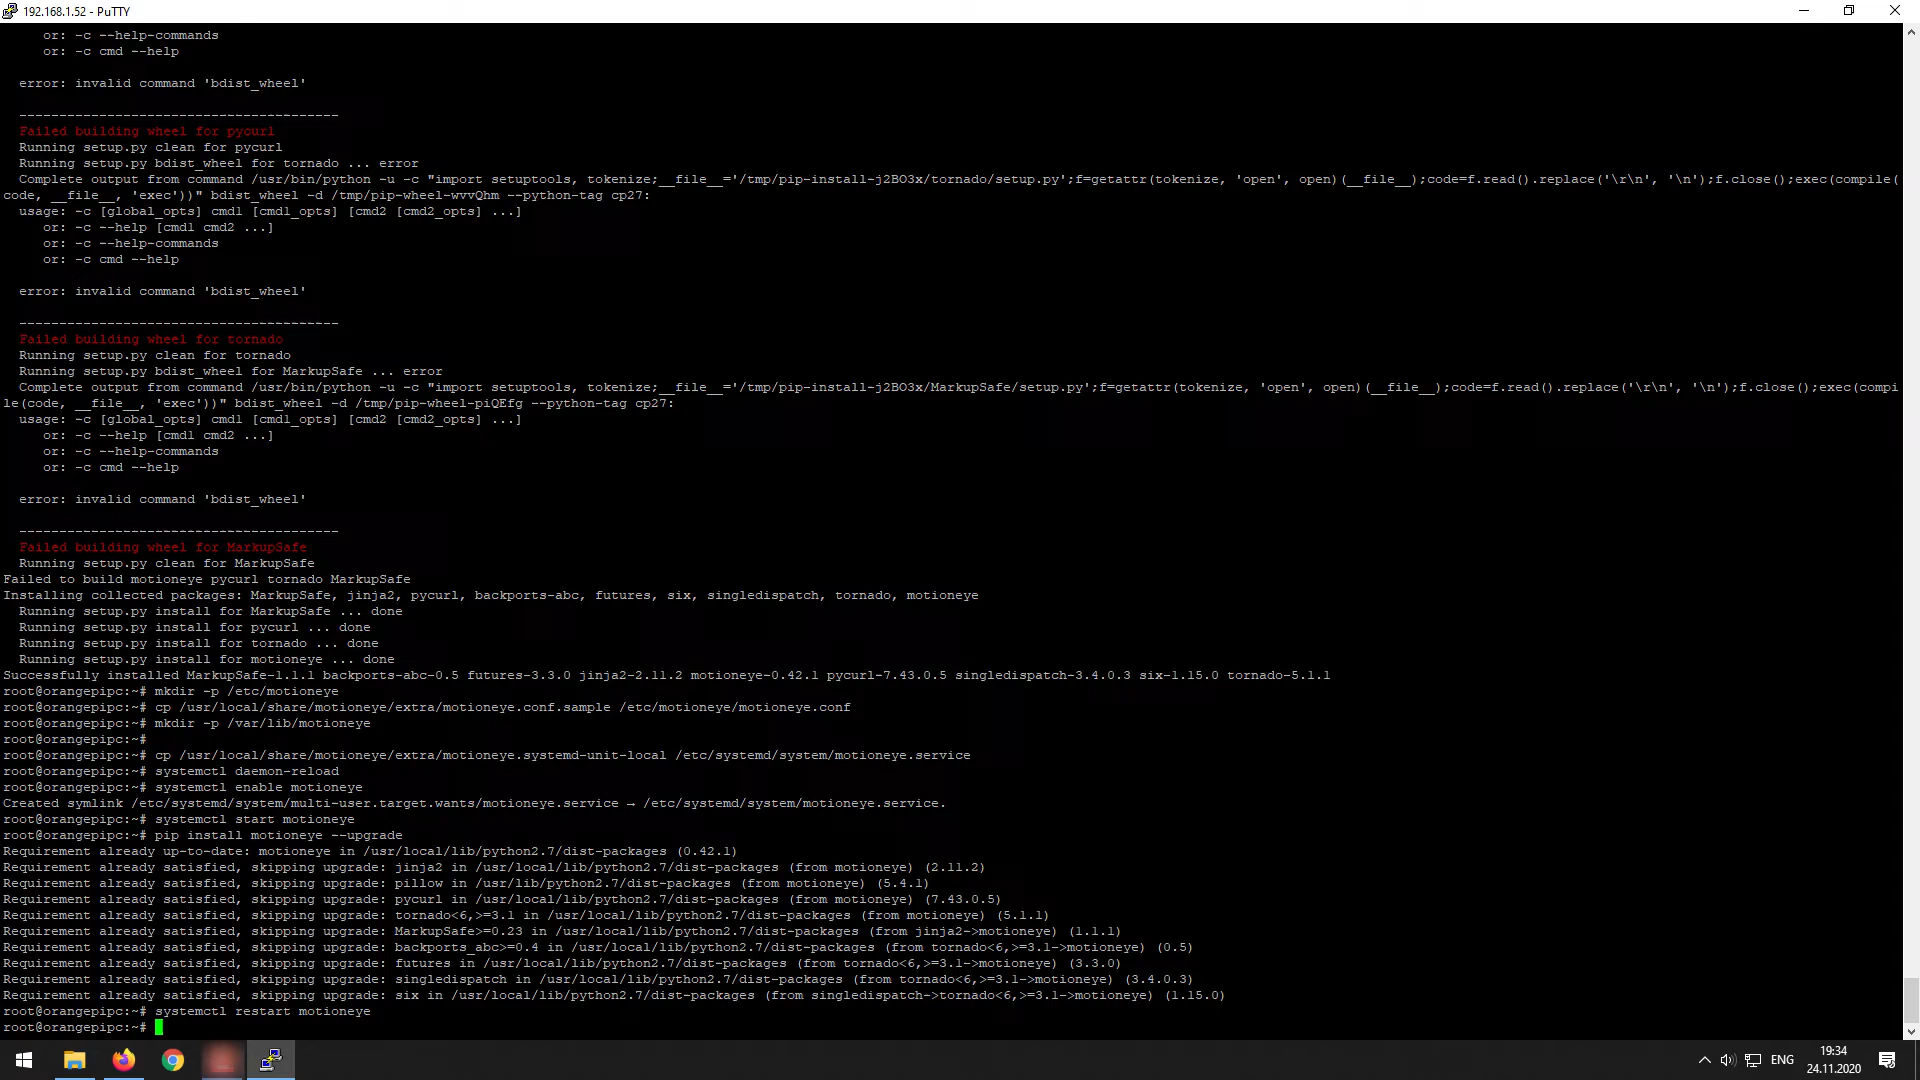 192.168.1.52 - PuTTY
or: -c --help-commands
or: -c cmd --help
error: invalid command 'bdist_wheel'
----------------------------------------
Failed building wheel for pycurl
Running setup.py clean for pycurl
Running setup.py bdist_wheel for tornado ... error
Complete output from command /usr/bin/python -u -c "import setuptools, tokenize;__file__='/tmp/pip-install-j2BO3x/tornado/setup.py';f=getattr(tokenize, 'open', open)(__file__);code=f.read().replace('\r\n', '\n');f.close();exec(compile(
code, __file__, 'exec'))" bdist_wheel -d /tmp/pip-wheel-wvvQhm --python-tag cp27:
usage: -c [global_opts] cmd1 [cmd1_opts] [cmd2 [cmd2_opts] ...]
or: -c --help [cmd1 cmd2 ...]
or: -c --help-commands
or: -c cmd --help
error: invalid command 'bdist_wheel'
----------------------------------------
Failed building wheel for tornado
Running setup.py clean for tornado
Running setup.py bdist_wheel for MarkupSafe ... error
Complete output from command /usr/bin/python -u -c "import setuptools, tokenize;__file__='/tmp/pip-install-j2BO3x/MarkupSafe/setup.py';f=getattr(tokenize, 'open', open)(__file__);code=f.read().replace('\r\n', '\n');f.close();exec(compi
le(code, __file__, 'exec'))" bdist_wheel -d /tmp/pip-wheel-piQEfg --python-tag cp27:
usage: -c [global_opts] cmd1 [cmd1_opts] [cmd2 [cmd2_opts] ...]
or: -c --help [cmd1 cmd2 ...]
or: -c --help-commands
or: -c cmd --help
error: invalid command 'bdist_wheel'
----------------------------------------
Failed building wheel for MarkupSafe
Running setup.py clean for MarkupSafe
Failed to build motioneye pycurl tornado MarkupSafe
Installing collected packages: MarkupSafe, jinja2, pycurl, backports-abc, futures, six, singledispatch, tornado, motioneye
Running setup.py install for MarkupSafe ... done
Running setup.py install for pycurl ... done
Running setup.py install for tornado ... done
Running setup.py install for motioneye ... done
Successfully installed MarkupSafe-1.1.1 backports-abc-0.5 futures-3.3.0 jinja2-2.11.2 motioneye-0.42.1 pycurl-7.43.0.5 singledispatch-3.4.0.3 six-1.15.0 tornado-5.1.1
root@orangepipc:~# mkdir -p /etc/motioneye
root@orangepipc:~# cp /usr/local/share/motioneye/extra/motioneye.conf.sample /etc/motioneye/motioneye.conf
root@orangepipc:~# mkdir -p /var/lib/motioneye
root@orangepipc:~#
root@orangepipc:~# cp /usr/local/share/motioneye/extra/motioneye.systemd-unit-local /etc/systemd/system/motioneye.service
root@orangepipc:~# systemctl daemon-reload
root@orangepipc:~# systemctl enable motioneye
Created symlink /etc/systemd/system/multi-user.target.wants/motioneye.service → /etc/systemd/system/motioneye.service.
root@orangepipc:~# systemctl start motioneye
root@orangepipc:~# pip install motioneye --upgrade
Requirement already up-to-date: motioneye in /usr/local/lib/python2.7/dist-packages (0.42.1)
Requirement already satisfied, skipping upgrade: jinja2 in /usr/local/lib/python2.7/dist-packages (from motioneye) (2.11.2)
Requirement already satisfied, skipping upgrade: pillow in /usr/lib/python2.7/dist-packages (from motioneye) (5.4.1)
Requirement already satisfied, skipping upgrade: pycurl in /usr/local/lib/python2.7/dist-packages (from motioneye) (7.43.0.5)
Requirement already satisfied, skipping upgrade: tornado<6,>=3.1 in /usr/local/lib/python2.7/dist-packages (from motioneye) (5.1.1)
Requirement already satisfied, skipping upgrade: MarkupSafe>=0.23 in /usr/local/lib/python2.7/dist-packages (from jinja2->motioneye) (1.1.1)
Requirement already satisfied, skipping upgrade: backports_abc>=0.4 in /usr/local/lib/python2.7/dist-packages (from tornado<6,>=3.1->motioneye) (0.5)
Requirement already satisfied, skipping upgrade: futures in /usr/local/lib/python2.7/dist-packages (from tornado<6,>=3.1->motioneye) (3.3.0)
Requirement already satisfied, skipping upgrade: singledispatch in /usr/local/lib/python2.7/dist-packages (from tornado<6,>=3.1->motioneye) (3.4.0.3)
Requirement already satisfied, skipping upgrade: six in /usr/local/lib/python2.7/dist-packages (from singledispatch->tornado<6,>=3.1->motioneye) (1.15.0)
root@orangepipc:~# systemctl restart motioneye
root@orangepipc:~#
ENG
19:34
24.11.2020